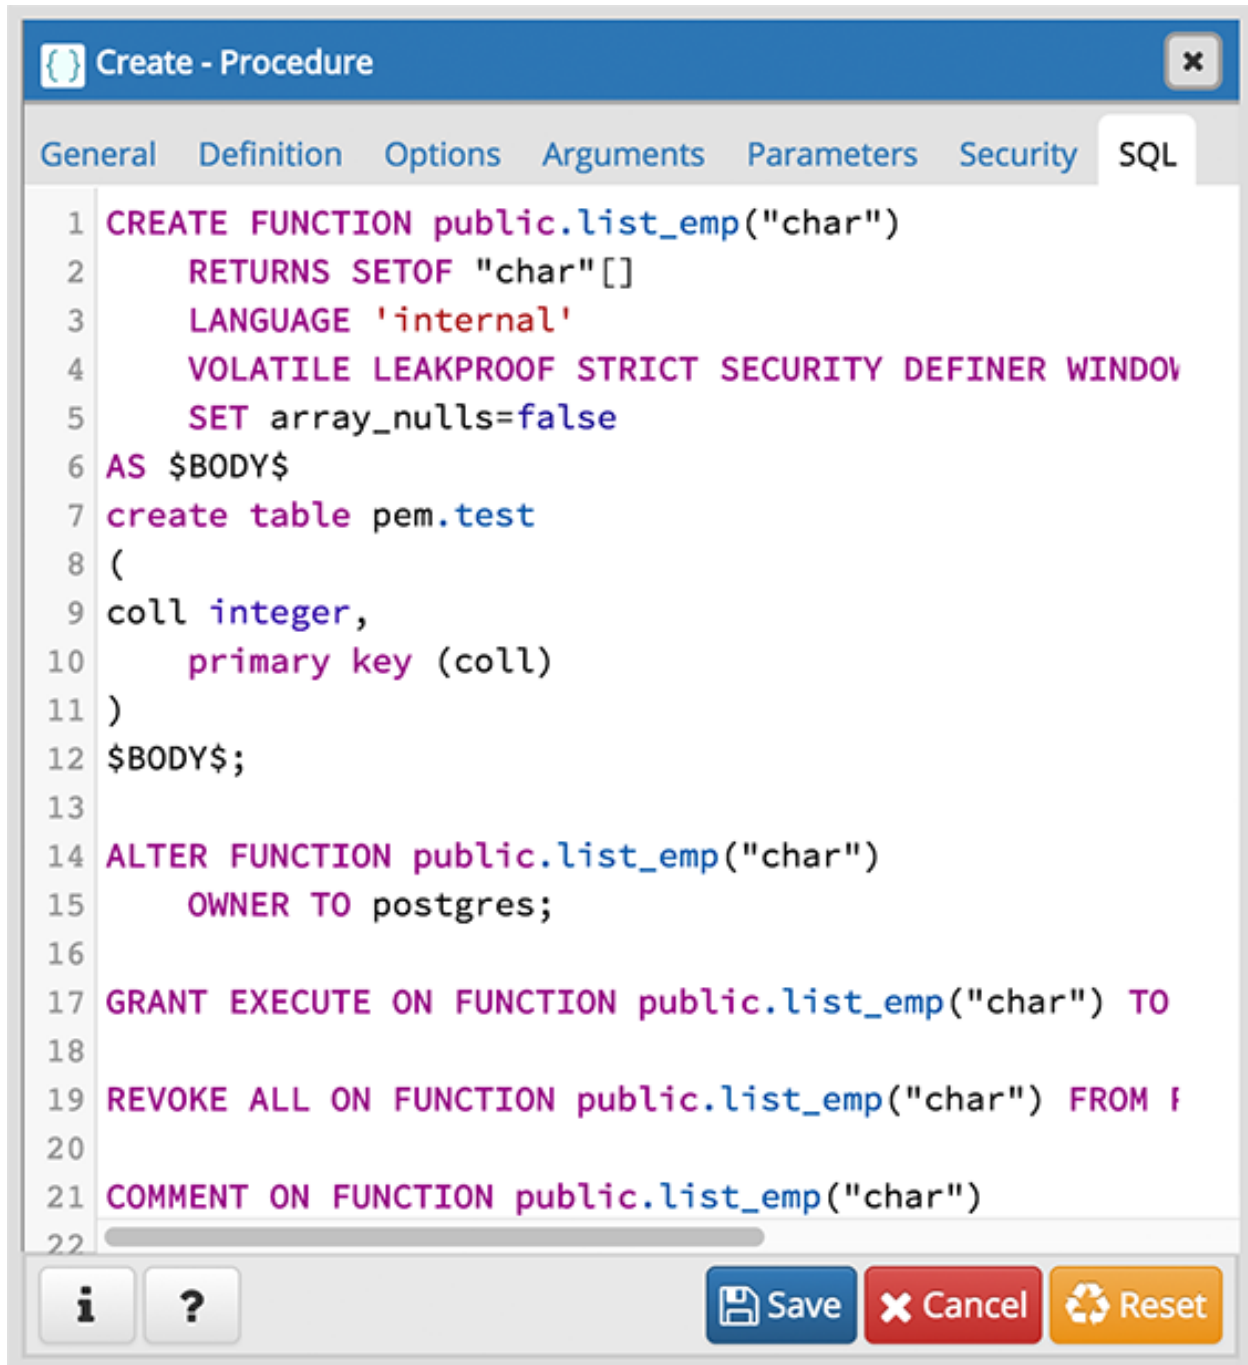 Create - Procedure
General Definition Options Arguments Parameters Security SQL
1 CREATE FUNCTION public.list_emp("char")
2 RETURNS SETOF "char"[]
3 LANGUAGE 'internal'
4 VOLATILE LEAKPROOF STRICT SECURITY DEFINER
5 SET array_nulls=false
6 AS $BODY$
7 create table pem.test
8 (
9 coll integer,
10 primary key (coll)
11 )
12 $BODY$;
13
14 ALTER FUNCTION public.list_emp("char")
15 OWNER TO postgres;
16
17 GRANT EXECUTE ON FUNCTION public.list_emp("char") TO
18
19 REVOKE ALL ON FUNCTION public.list_emp("char") FROM
20
21 COMMENT ON FUNCTION public.list_emp("char")
22
i ? Save Cancel Reset